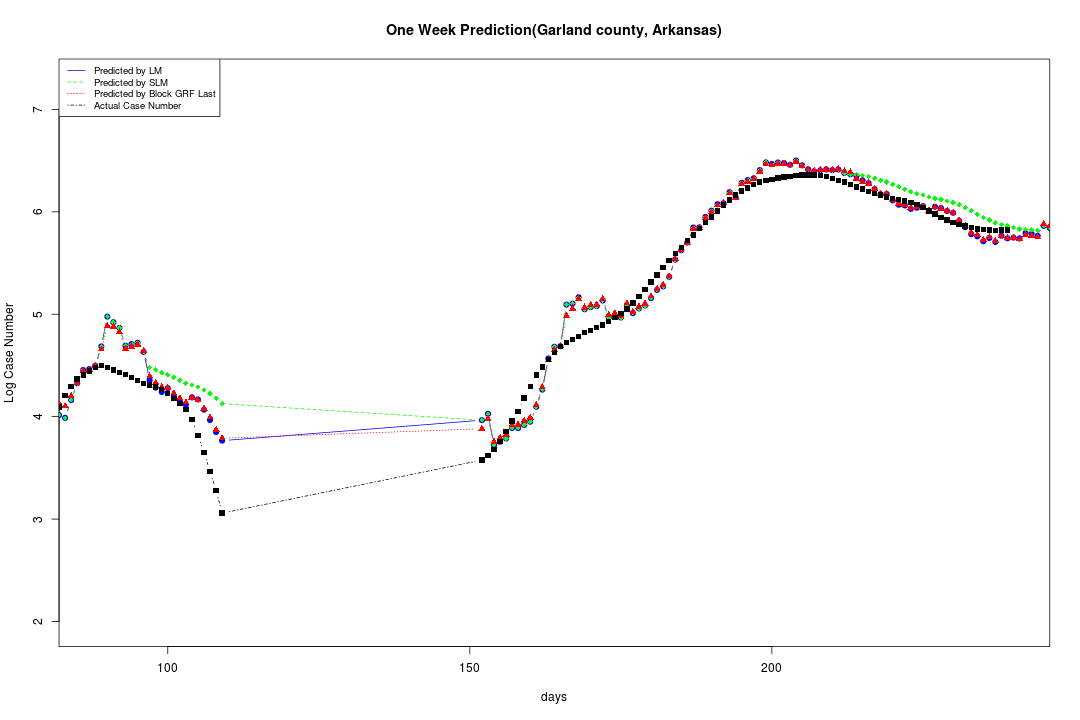 One Week Prediction(Garland county, Arkansas)
Predicted by LM
Predicted by SLM
Predicted by Block GRF Last
Actual Case Number
7
6
5
4
3
2
Log Case Number
100
150
200
days